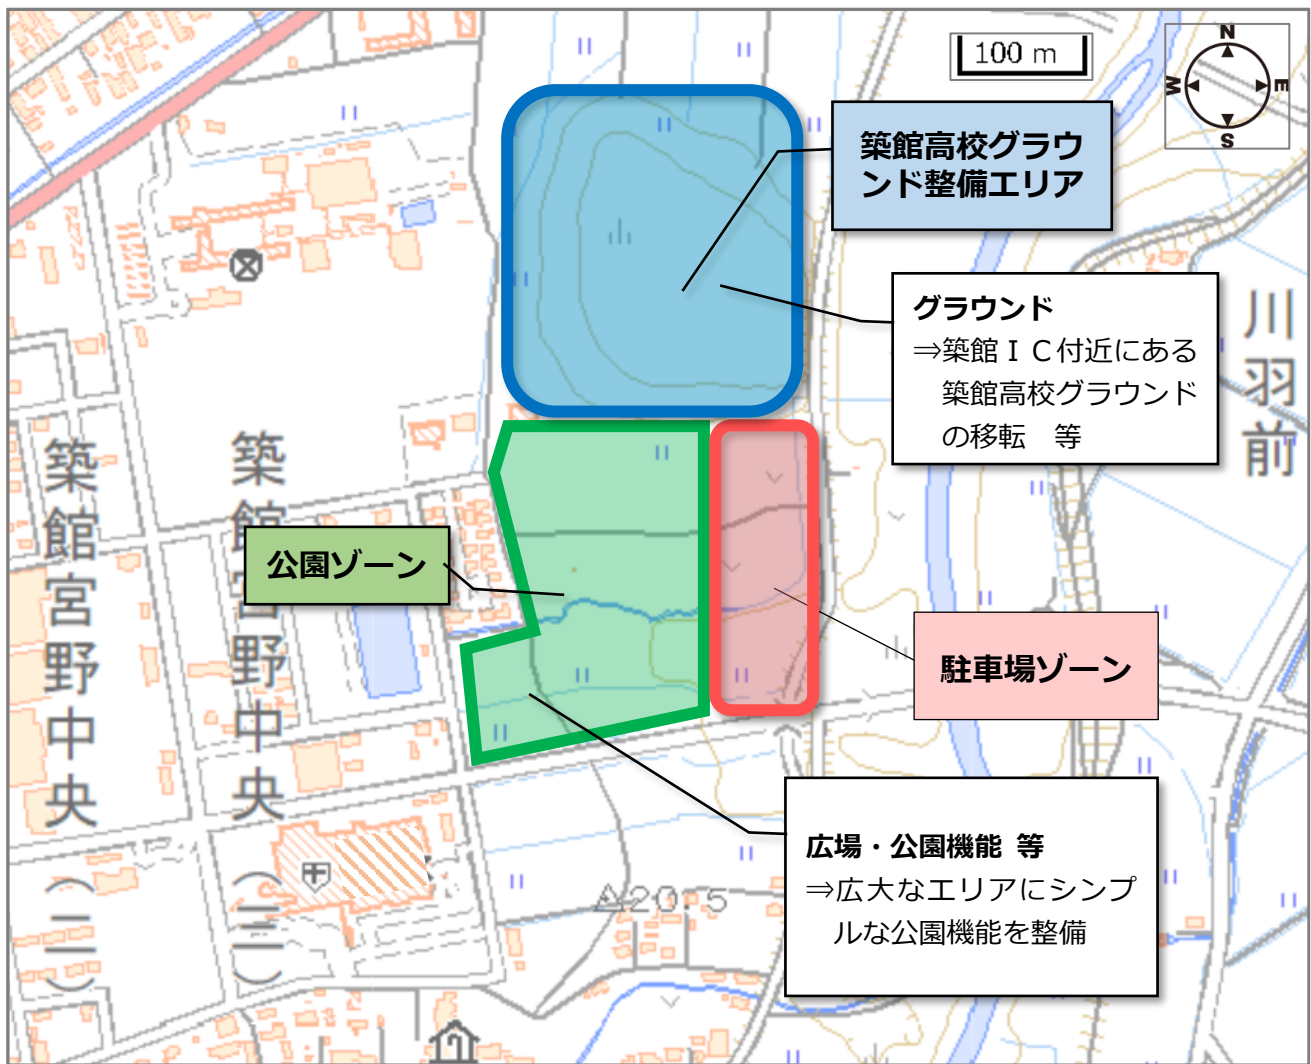 100 m
N
W
E
S
築館高校グラウ
ンド整備エリア
グラウンド
⇒築館ＩＣ付近にある
築館高校グラウンド
の移転　等
川羽前
築館宮野中央（二）
築館宮野中央（三）
公園ゾーン
駐車場ゾーン
広場・公園機能 等
⇒広大なエリアにシンプ
ルな公園機能を整備
20.5